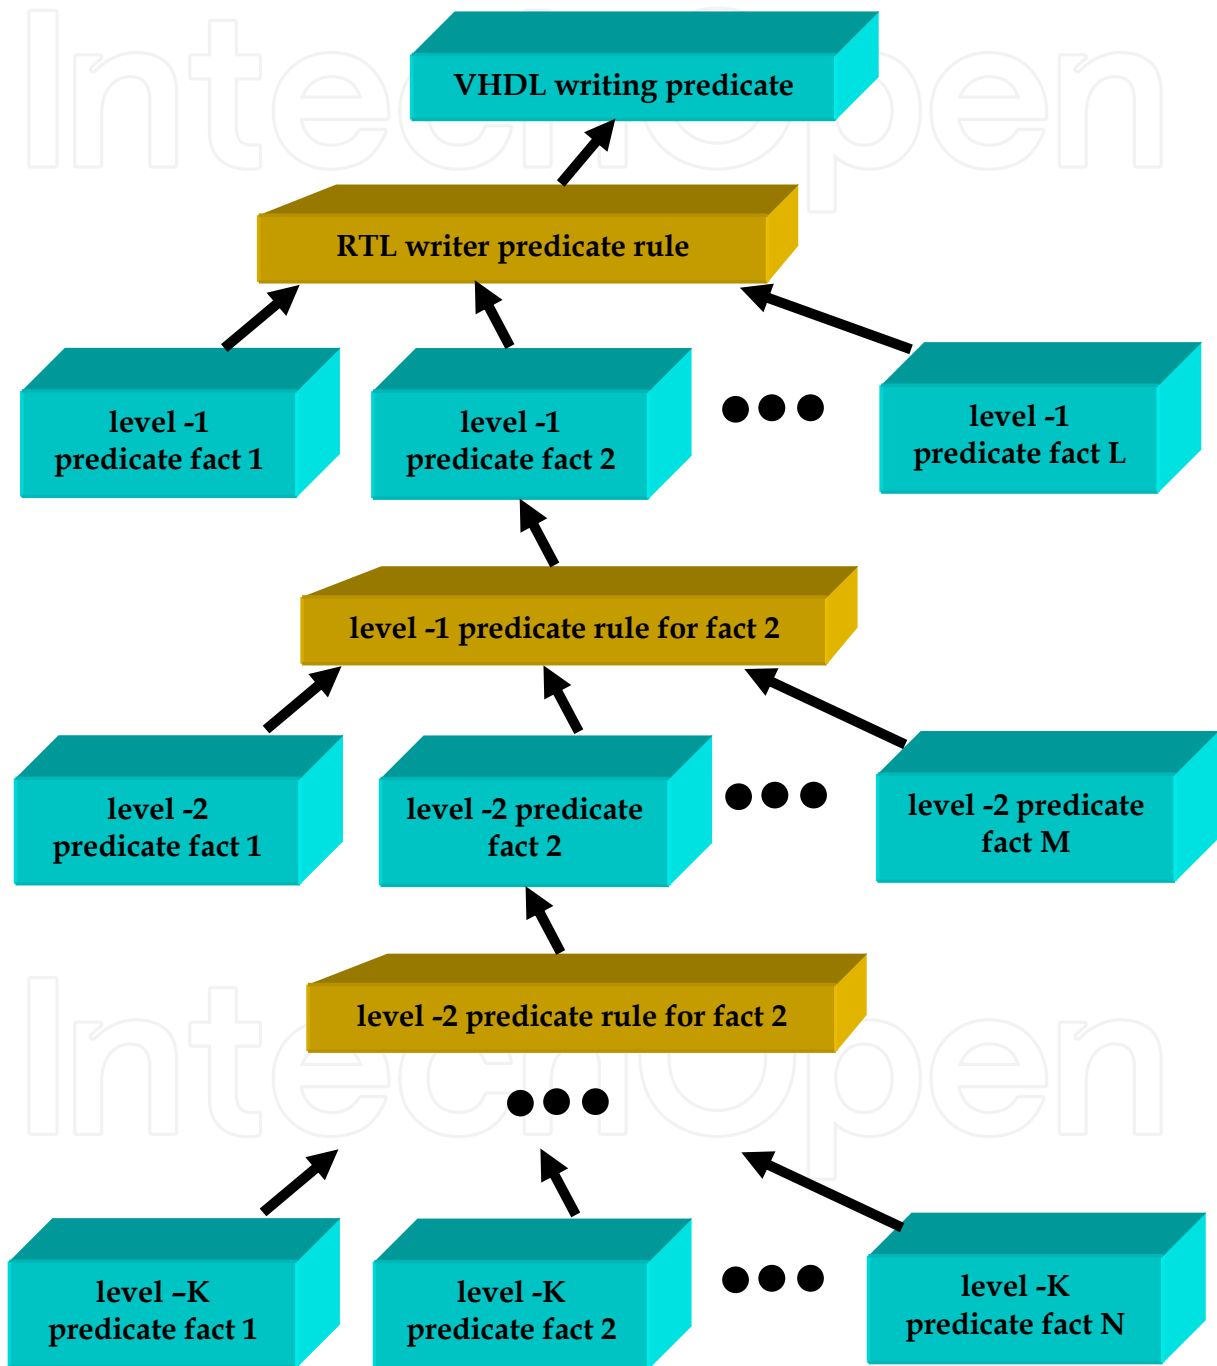 IntechOpen
VHDL writing predicate
RTL writer predicate rule
level -1
predicate fact 1
level -1
predicate fact 2
level -1
predicate fact L
level -1 predicate rule for fact 2
level -2
predicate fact 1
level -2 predicate
fact 2
level -2 predicate
fact M
level -2 predicate rule for fact 2
IntechOpen
level –K
predicate fact 1
level -K
predicate fact 2
level -K
predicate fact N